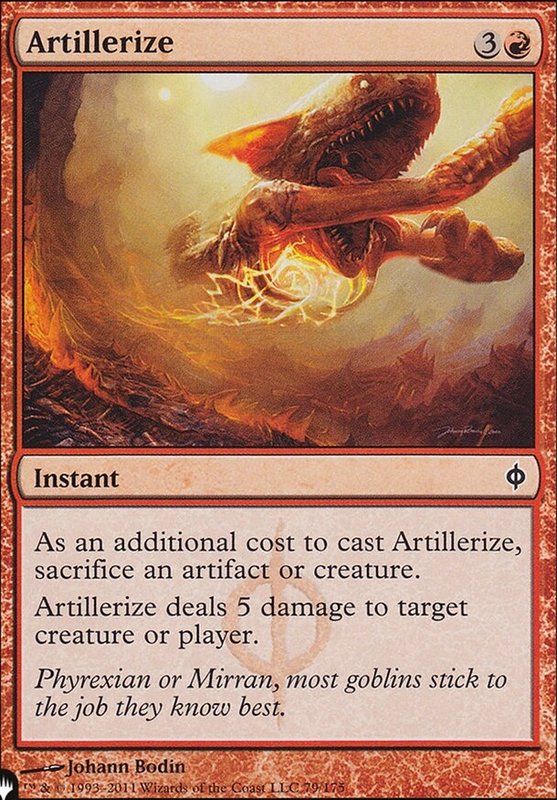 Artillerize 3
Instant
As an additional cost to cast Artillerize,
sacrifice an artifact or creature.
Artillerize deals 5 damage to target
creature or player.
Phyrexian or Mirran, most goblins stick to
the job they know best.
Johann Bodin
™ & © 1993–2011 Wizards of the Coast LLC 79/175